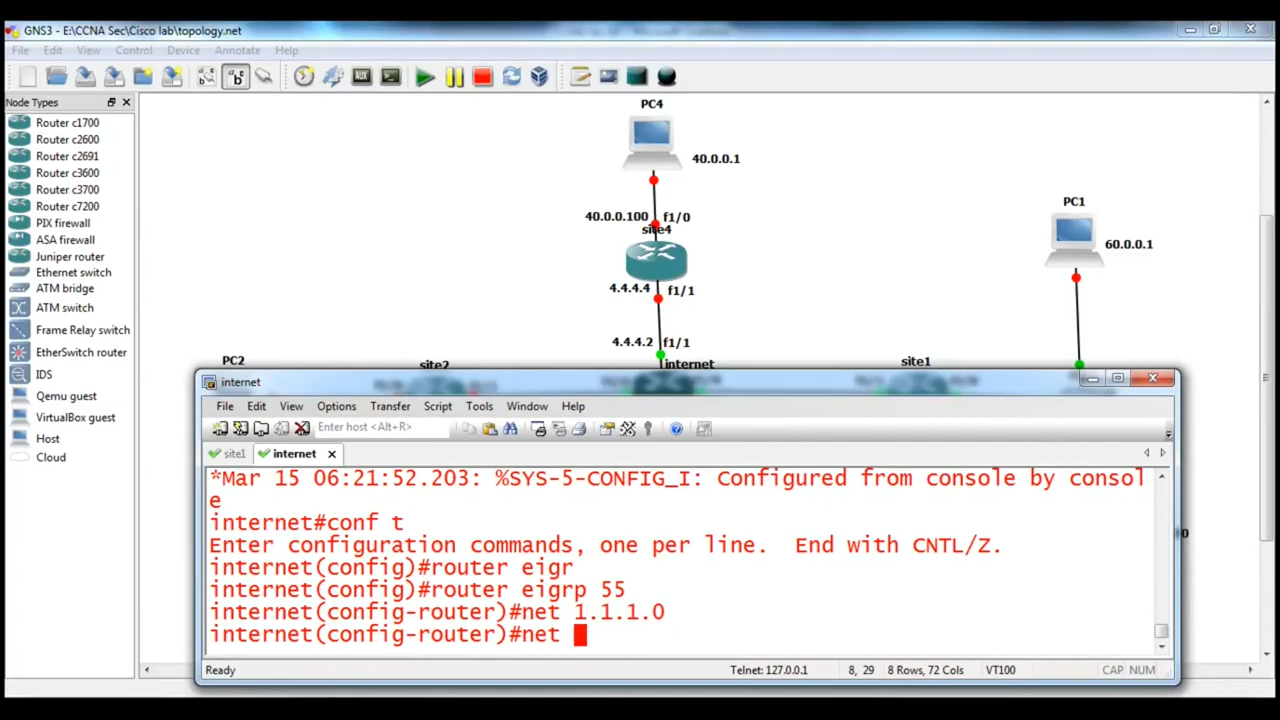 GNS3 - E:\CCNA Sec\Cisco lab\topology.net
File Edit View Control Device Annotate Help
Node Types
Router c1700
Router c2600
Router c2691
Router c3600
Router c3700
Router c7200
PIX firewall
ASA firewall
Juniper router
Ethernet switch
ATM bridge
ATM switch
Frame Relay switch
EtherSwitch router
IDS
Qemu guest
VirtualBox guest
Host
Cloud
PC4
40.0.0.1
40.0.0.100 f1/0
site4
4.4.4.4 f1/1
4.4.4.2 f1/1
internet
PC1
60.0.0.1
PC2
site2
site1
internet
File Edit View Options Transfer Script Tools Window Help
Enter host <Alt+R>
site1 internet
*Mar 15 06:21:52.203: %SYS-5-CONFIG_I: Configured from console by consol
e
internet#conf t
Enter configuration commands, one per line. End with CNTL/Z.
internet(config)#router eigr
internet(config)#router eigrp 55
internet(config-router)#net 1.1.1.0
internet(config-router)#net
Ready Telnet: 127.0.0.1 8, 29 8 Rows, 72 Cols VT100 CAP NUM